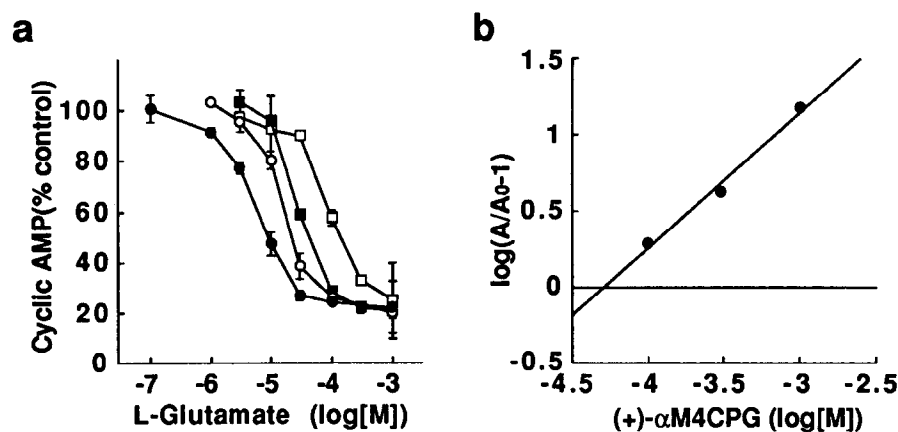 a
Cyclic AMP(% control)
100
80
60
40
20
0
-7 -6 -5 -4 -3
L-Glutamate (log[M])
b
log(A/A0-1)
1.5
1
0.5
0
-0.5
-4.5 -4 -3.5 -3 -2.5
(+)-αM4CPG (log[M])